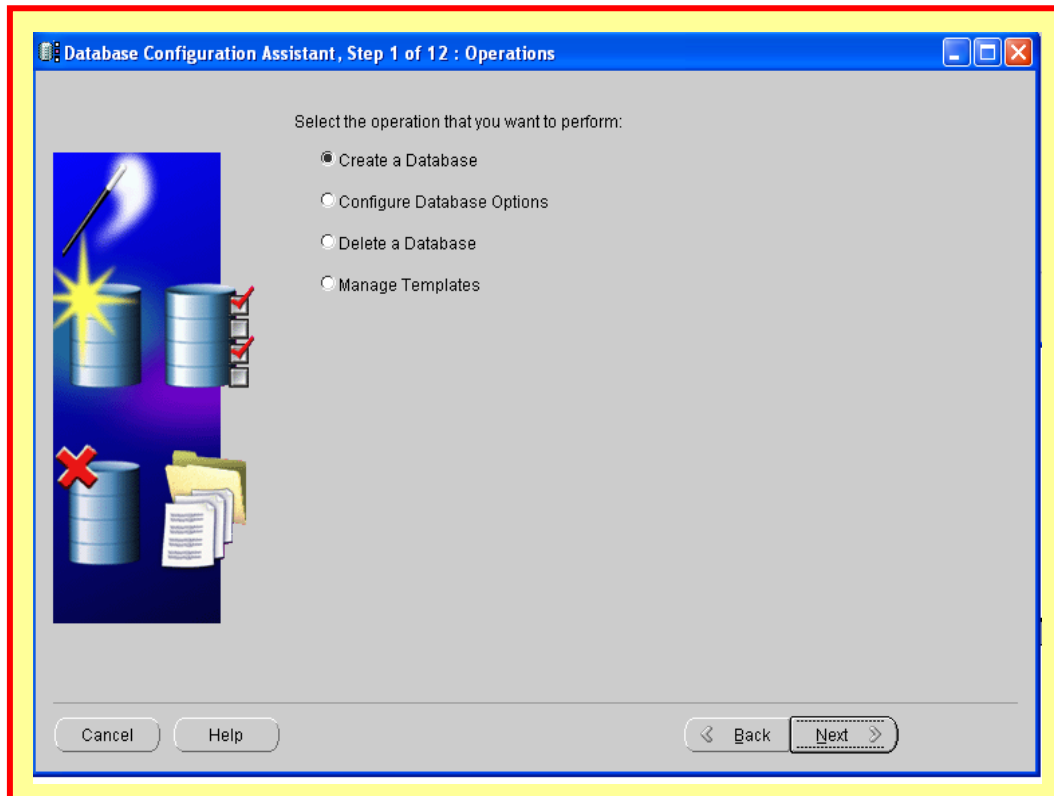 Database Configuration Assistant, Step 1 of 12 : Operations
Select the operation that you want to perform:
Create a Database
Configure Database Options
Delete a Database
Manage Templates
Cancel
Help
Back
Next